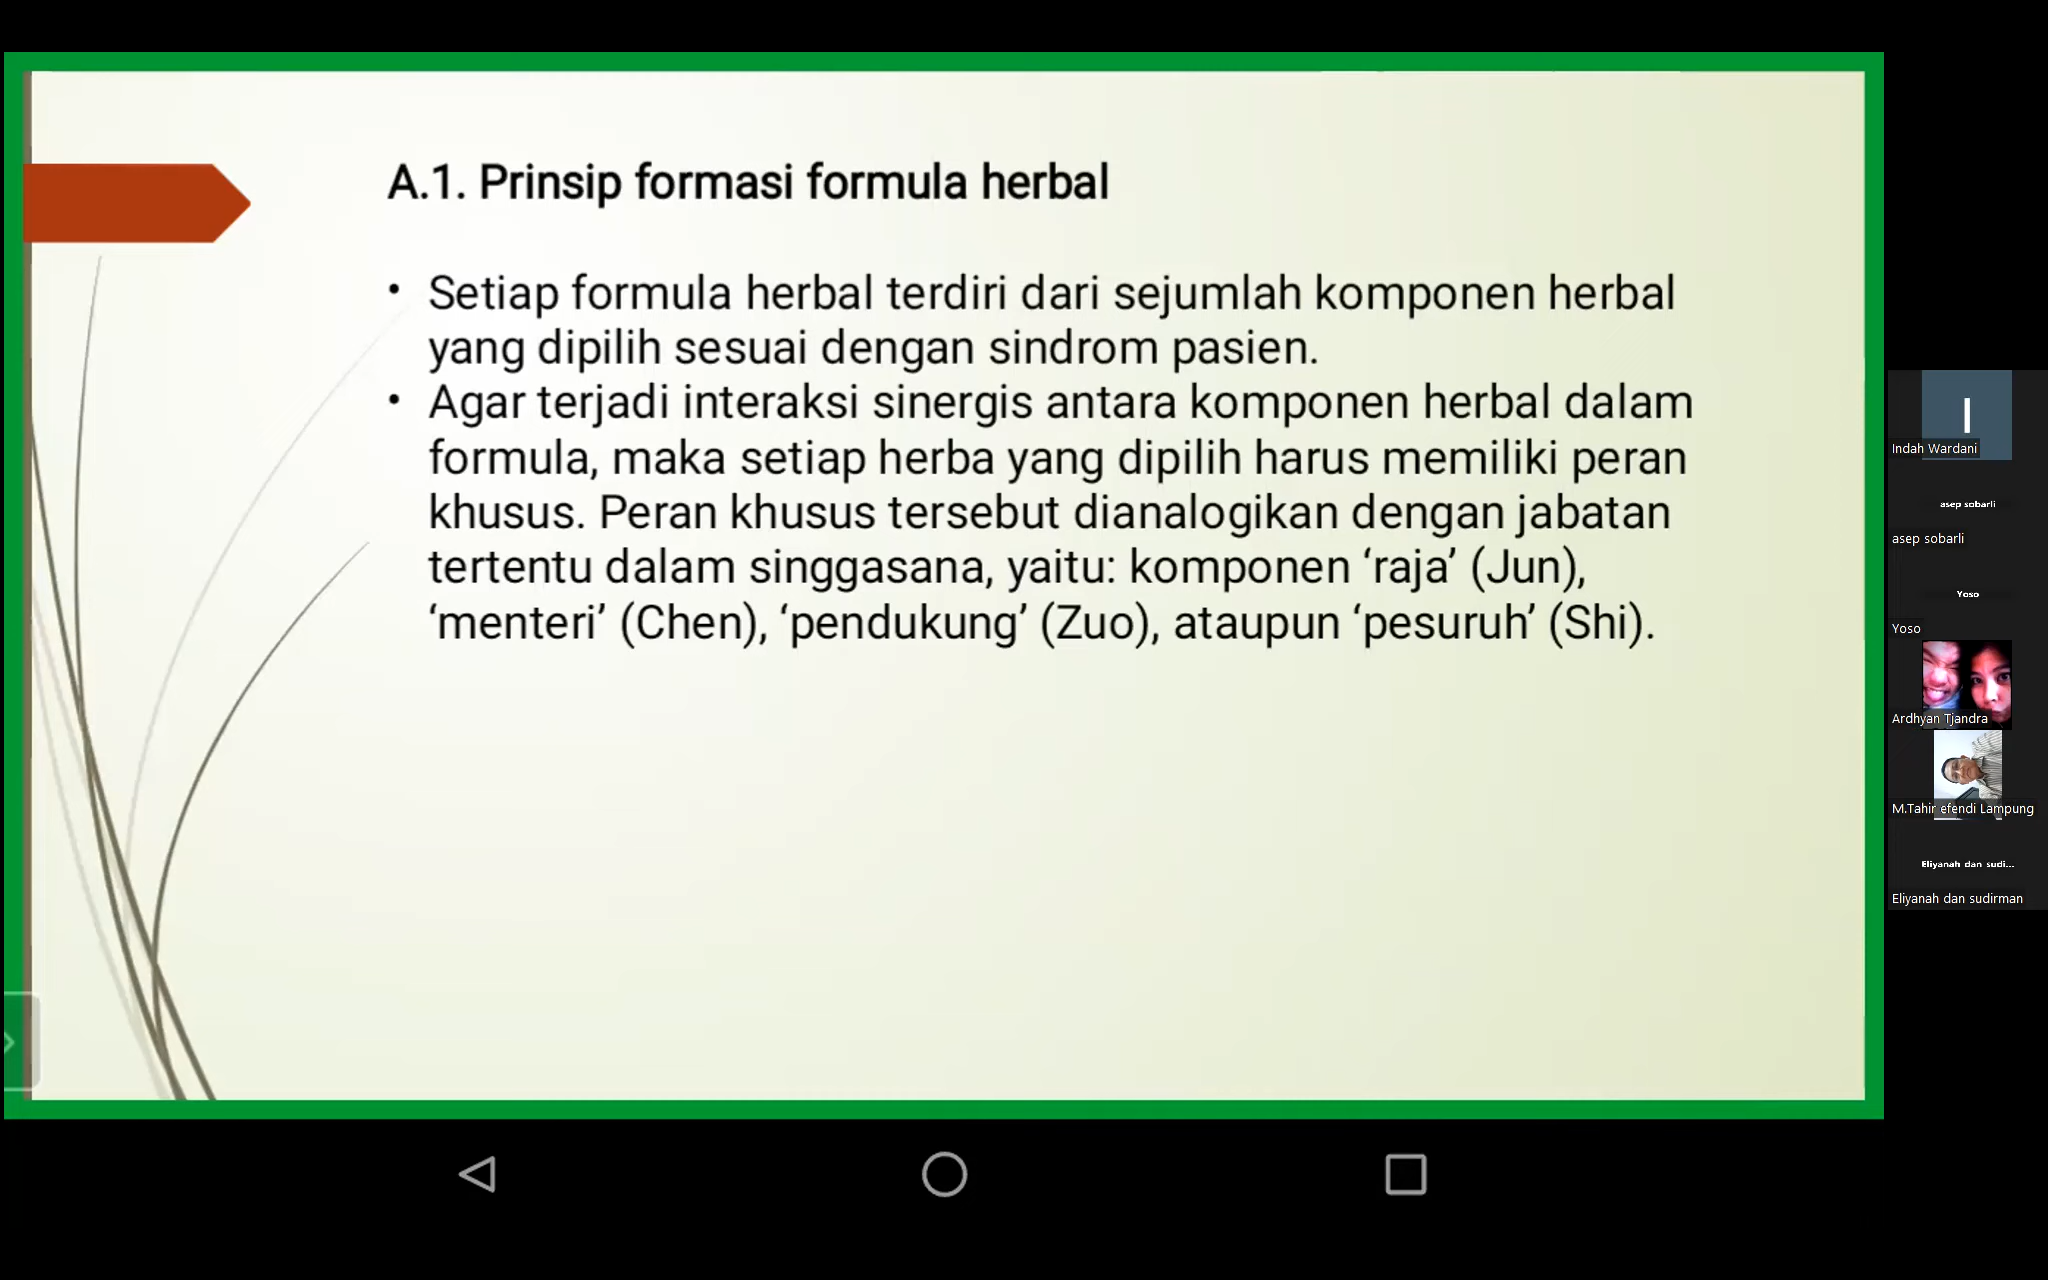 A.1. Prinsip formasi formula herbal
• Setiap formula herbal terdiri dari sejumlah komponen herbal
yang dipilih sesuai dengan sindrom pasien.
• Agar terjadi interaksi sinergis antara komponen herbal dalam
formula, maka setiap herba yang dipilih harus memiliki peran
khusus. Peran khusus tersebut dianalogikan dengan jabatan
tertentu dalam singgasana, yaitu: komponen ‘raja’ (Jun),
‘menteri’ (Chen), ‘pendukung’ (Zuo), ataupun ‘pesuruh’ (Shi).
I
Indah Wardani
asep sobarli
asep sobarli
Yoso
Yoso
Ardhyan Tjandra
M.Tahir efendi Lampung
Eliyanah dan sudi...
Eliyanah dan sudirman